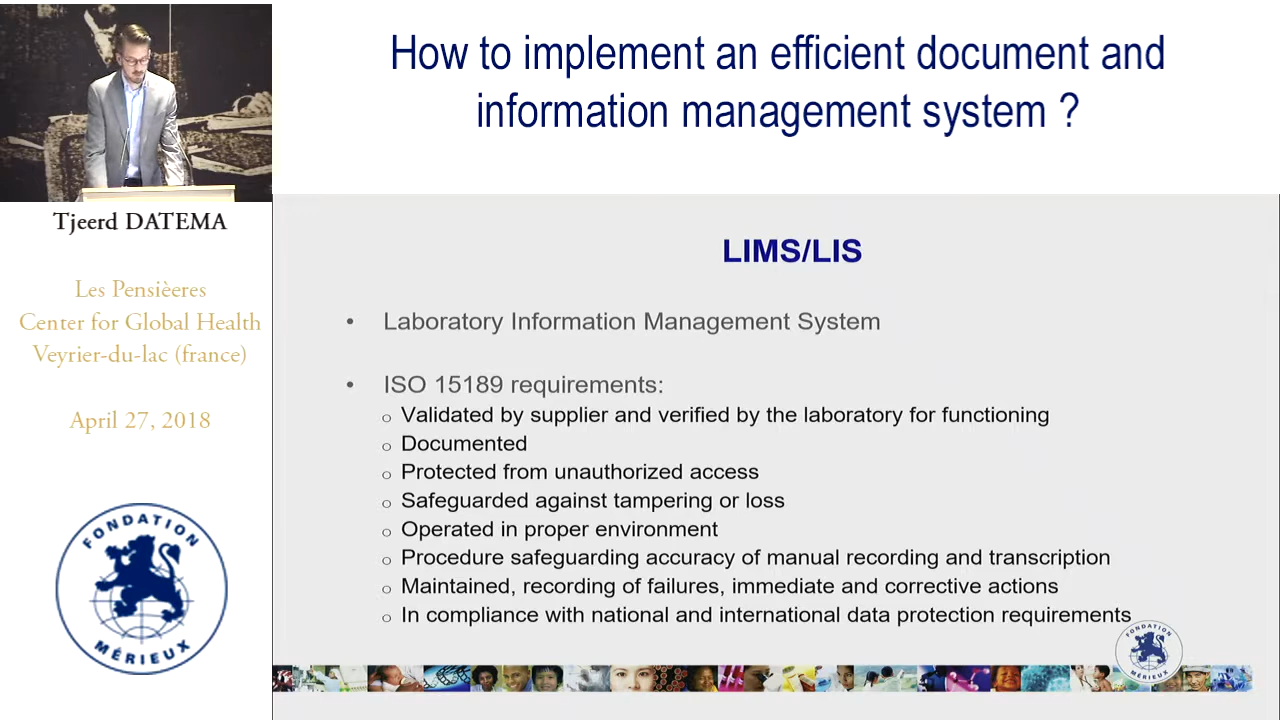 How to implement an efficient document and
information management system ?
Tjeerd DATEMA
Les Pensièeres
Center for Global Health
Veyrier-du-lac (france)
April 27, 2018
FONDATION
MÉRIEUX
LIMS/LIS
• Laboratory Information Management System
• ISO 15189 requirements:
o Validated by supplier and verified by the laboratory for functioning
o Documented
o Protected from unauthorized access
o Safeguarded against tampering or loss
o Operated in proper environment
o Procedure safeguarding accuracy of manual recording and transcription
o Maintained, recording of failures, immediate and corrective actions
o In compliance with national and international data protection requirements
FONDATION
MÉRIEUX